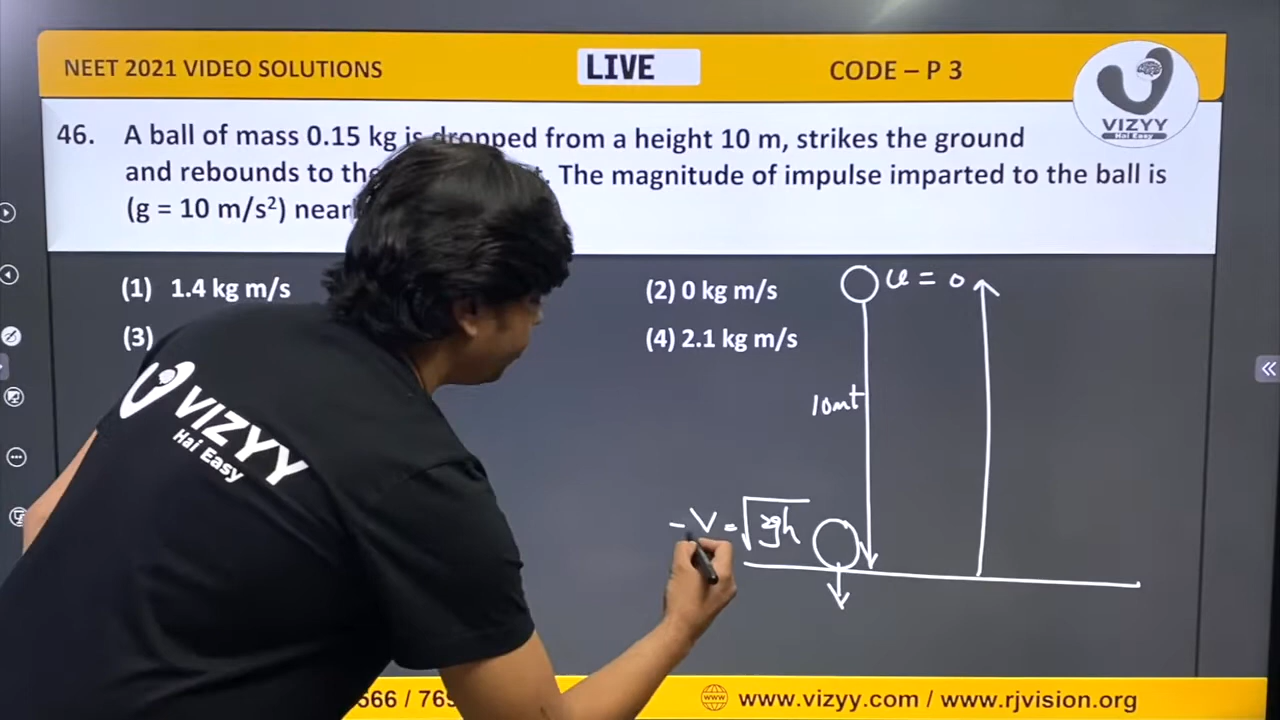 NEET 2021 VIDEO SOLUTIONS
LIVE
CODE – P 3
VIZYY
Hai Easy
46. A ball of mass 0.15 kg is dropped from a height 10 m, strikes the ground
and rebounds to the . The magnitude of impulse imparted to the ball is
(g = 10 m/s²)
(1) 1.4 kg m/s
(2) 0 kg m/s
(3)
(4) 2.1 kg m/s
u = 0
10mt
- V = √2gh
VIZYY
Hai Easy
www.vizyy.com / www.rjvision.org